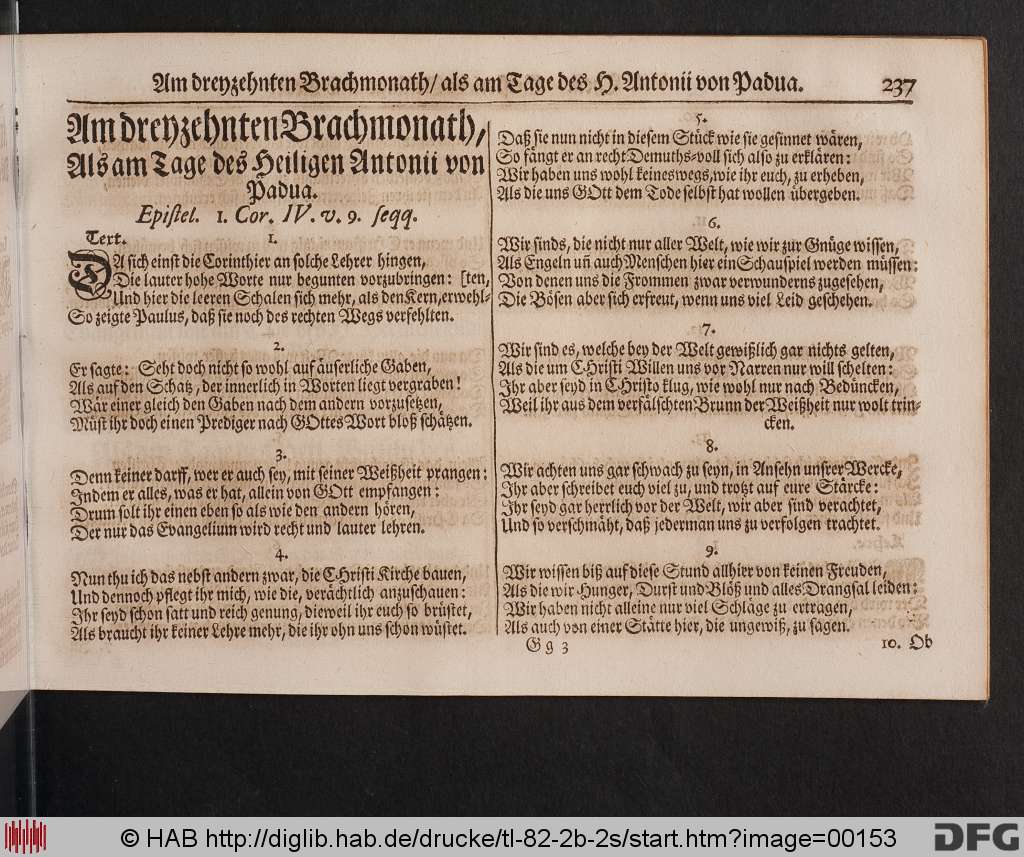 Am dreyzehnten Brachmonath/ als am Tage des H. Antonii von Padua. 237
Am dreyzehnten Brachmonath,
Als am Tage des Heiligen Antonii von
Padua.
Epistel. 1. Cor. IV. v. 9. seqq.
Text. 1.
DA sich einst die Corinthier an solche Lehrer hingen,
Die lauter hohe Worte nur begunten vorzubringen: [ten,
Und hier die leeren Schalen sich mehr, als den Kern, erwehl-
So zeigte Paulus, daß sie noch des rechten Wegs verfehlten.
2.
Er sagte: Seht doch nicht so wohl auf äuserliche Gaben,
Als auf den Schatz, der innerlich in Worten liegt vergraben!
Wär einer gleich den Gaben nach dem andern vorzusetzen,
Müst ihr doch einen Prediger nach GOttes Wort bloß schätzen.
3.
Denn keiner darff, wer er auch sey, mit seiner Weißheit prangen:
Indem er alles, was er hat, allein von GOtt empfangen:
Drum solt ihr einen eben so als wie den andern hören,
Der nur das Evangelium wird recht und lauter lehren.
4.
Nun thu ich das nebst andern zwar, die CHristi Kirche bauen,
Und dennoch pflegt ihr mich, wie die, verächtlich anzuschauen:
Ihr seyd schon satt und reich genung, dieweil ihr euch so brüstet,
Als braucht ihr keiner Lehre mehr, die ihr ohn uns schon wüstet.
5.
Daß sie nun nicht in diesem Stück wie sie gesinnet wären,
So fängt er an recht Demuths-voll sich also zu erklären:
Wir haben uns wohl keineswegs, wie ihr euch, zu erheben,
Als die uns GOtt dem Tode selbst hat wollen übergeben.
6.
Wir sinds, die nicht nur aller Welt, wie wir zur Gnüge wissen,
Als Engeln uñ auch Menschen hier ein Schauspiel werden müssen:
Von denen uns die Frommen zwar verwunderns zugesehen,
Die Bösen aber sich erfreut, wenn uns viel Leid geschehen.
7.
Wir sind es, welche bey der Welt gewißlich gar nichts gelten,
Als die um CHristi Willen uns vor Narren nur will schelten:
Ihr aber seyd in CHristo klug, wie wohl nur nach Bedüncken,
Weil ihr aus dem verfälschten Brunn der Weißheit nur wolt trin-
cken.
8.
Wir achten uns gar schwach zu seyn, in Ansehn unsrer Wercke,
Ihr aber schreibet euch viel zu, und trotzt auf eure Stärcke:
Ihr seyd gar herrlich vor der Welt, wir aber sind verachtet,
Und so verschmäht, daß jederman uns zu verfolgen trachtet.
9.
Wir wissen biß auf diese Stund allhier von keinen Freuden,
Als die wir Hunger, Durst und Blöß und alles Drangsal leiden:
Wir haben nicht alleine nur viel Schläge zu ertragen,
Als auch von einer Stätte hier, die ungewiß, zu sagen.
G g 3 10. Ob
© HAB http://diglib.hab.de/drucke/tl-82-2b-2s/start.htm?image=00153
DFG